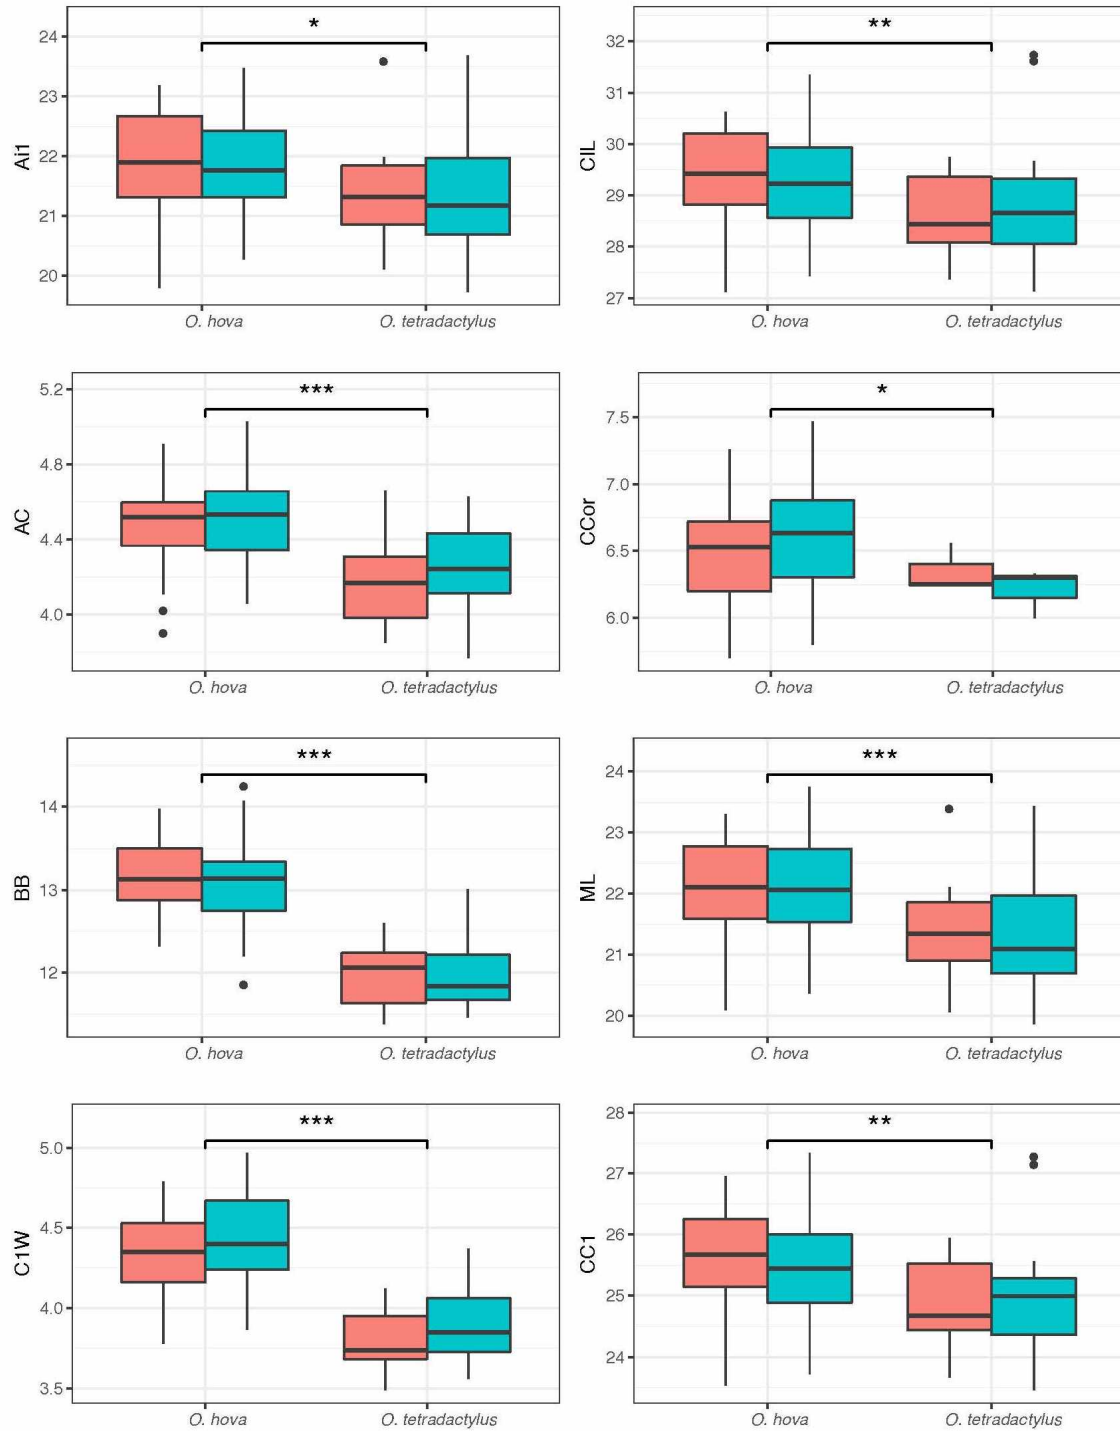 *
24
23
22
21
20
Ai1
O. hova
O. tetradactylus
**
32
31
30
29
28
27
CIL
O. hova
O. tetradactylus
***
5.2
4.8
4.4
4.0
AC
O. hova
O. tetradactylus
*
7.5
7.0
6.5
6.0
CCor
O. hova
O. tetradactylus
***
14
13
12
BB
O. hova
O. tetradactylus
***
24
23
22
21
20
ML
O. hova
O. tetradactylus
***
5.0
4.5
4.0
3.5
C1W
O. hova
O. tetradactylus
**
28
27
26
25
24
CC1
O. hova
O. tetradactylus